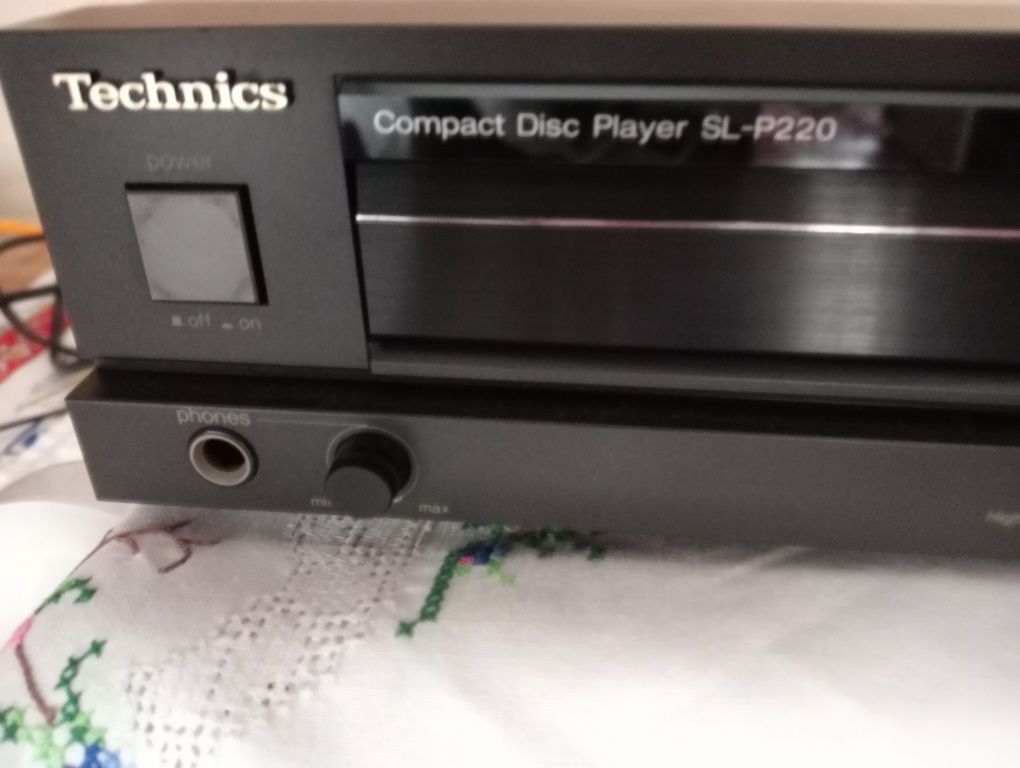 Technics
Compact Disc Player SL-P220
power
off on
phones
max